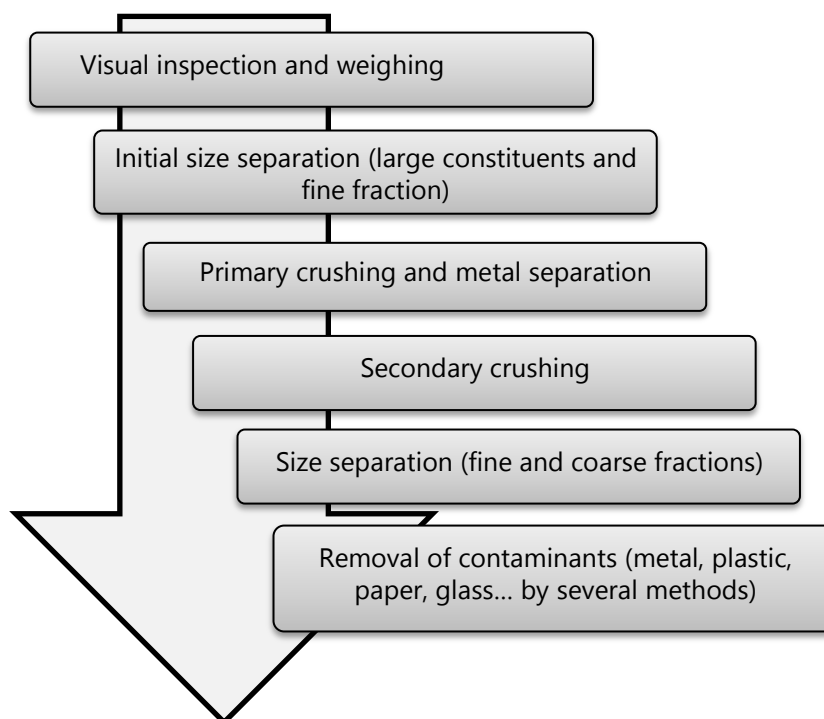 Visual inspection and weighing
Initial size separation (large constituents and
fine fraction)
Primary crushing and metal separation
Secondary crushing
Size separation (fine and coarse fractions)
Removal of contaminants (metal, plastic,
paper, glass... by several methods)